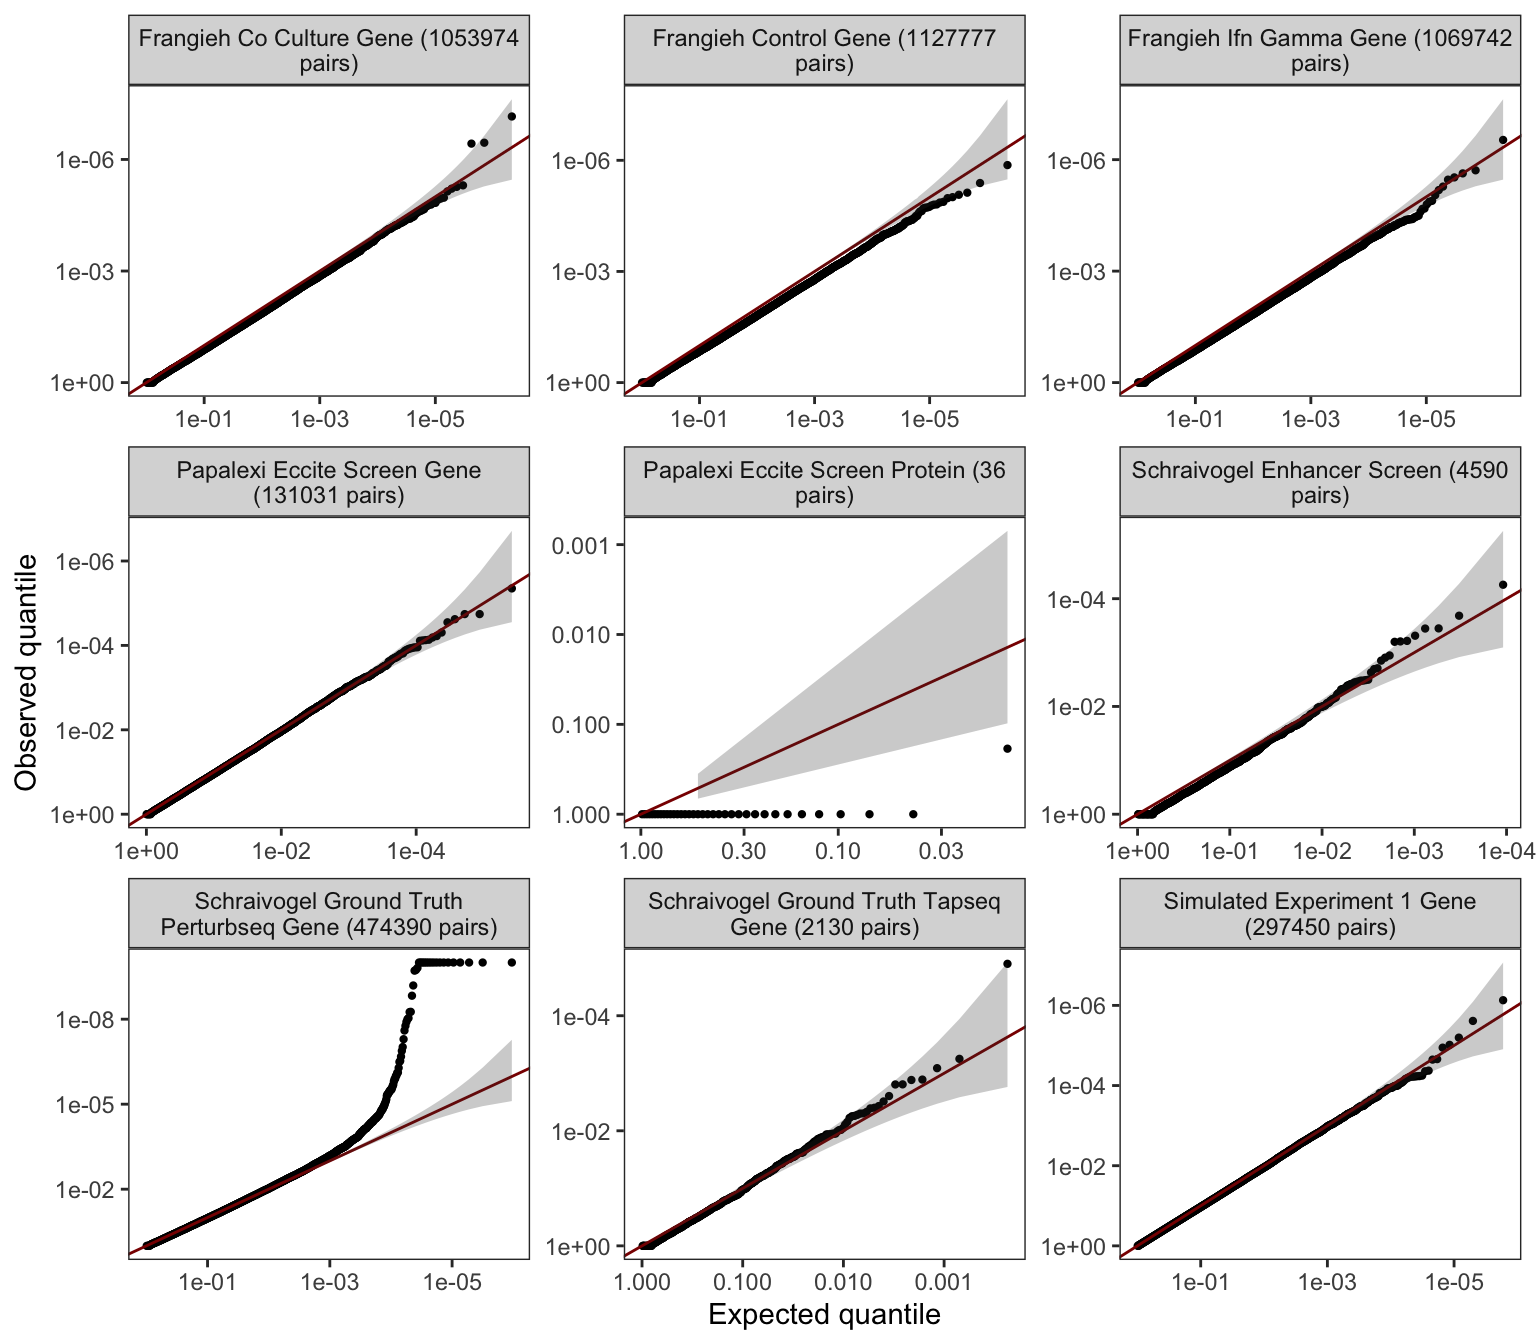 Frangieh Co Culture Gene (1053974
pairs)
Frangieh Control Gene (1127777
pairs)
Frangieh Ifn Gamma Gene (1069742
pairs)
1e-06
1e-03
1e+00
1e-01 1e-03 1e-05
1e-06
1e-03
1e+00
1e-01 1e-03 1e-05
1e-06
1e-03
1e+00
1e-01 1e-03 1e-05
Papalexi Eccite Screen Gene
(131031 pairs)
Papalexi Eccite Screen Protein (36
pairs)
Schraivogel Enhancer Screen (4590
pairs)
Observed quantile
1e-06
1e-04
1e-02
1e+00
1e+00 1e-02 1e-04
0.001
0.010
0.100
1.000
1.00 0.30 0.10 0.03
1e-04
1e-02
1e+00
1e+00 1e-01 1e-02 1e-03 1e-04
Schraivogel Ground Truth
Perturbseq Gene (474390 pairs)
Schraivogel Ground Truth Tapseq
Gene (2130 pairs)
Simulated Experiment 1 Gene
(297450 pairs)
1e-08
1e-05
1e-02
1e-01 1e-03 1e-05
1e-04
1e-02
1e+00
1.000 0.100 0.010 0.001
1e-06
1e-04
1e-02
1e+00
1e-01 1e-03 1e-05
Expected quantile